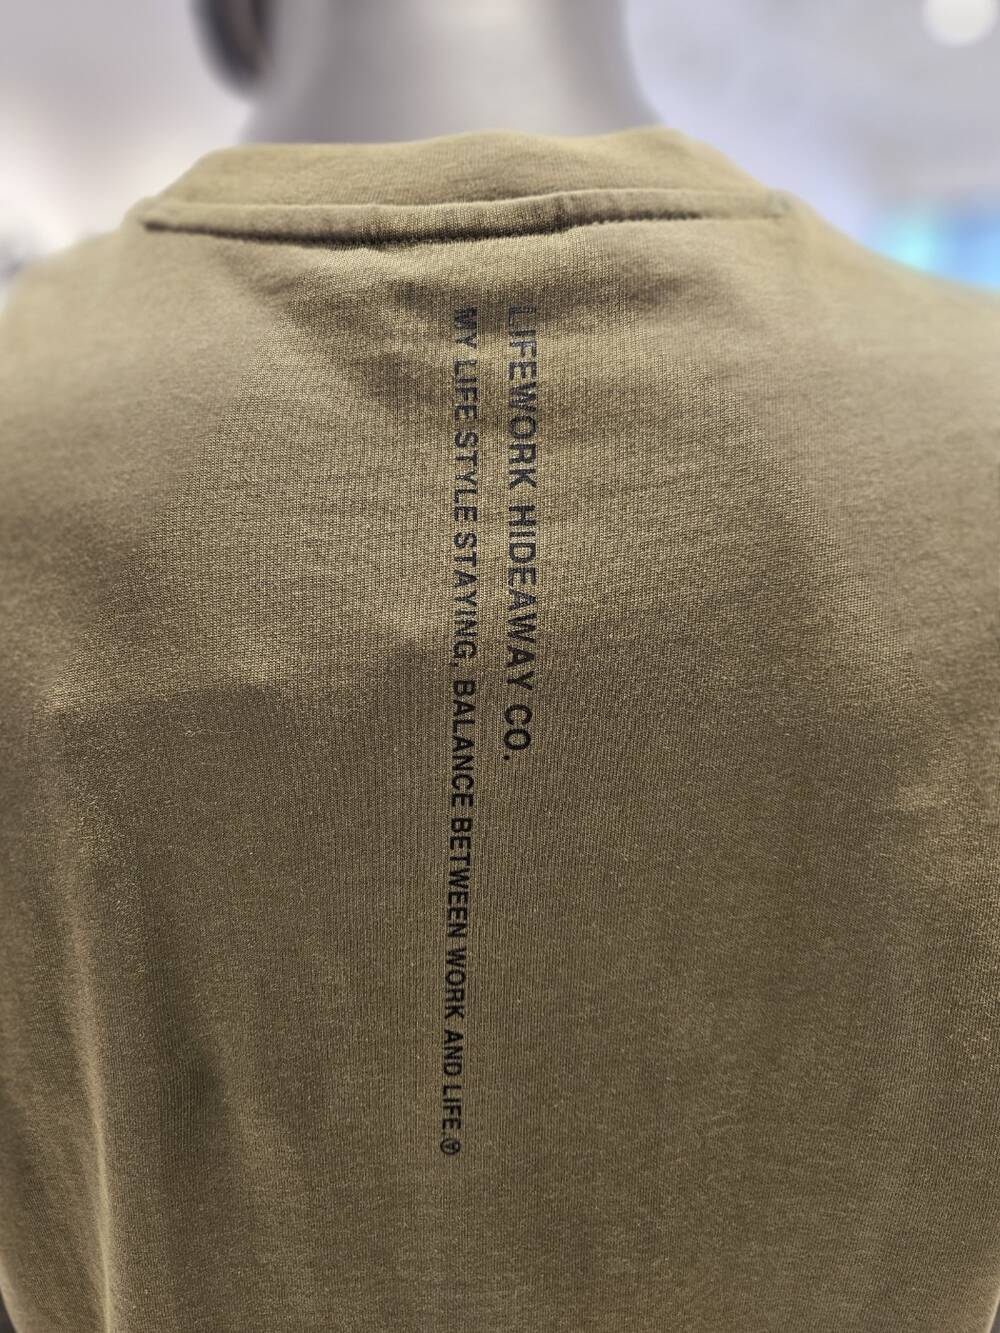 LIFEWORK HIDEAWAY CO.
MY LIFE STYLE STAYING, BALANCE BETWEEN WORK AND LIFE.